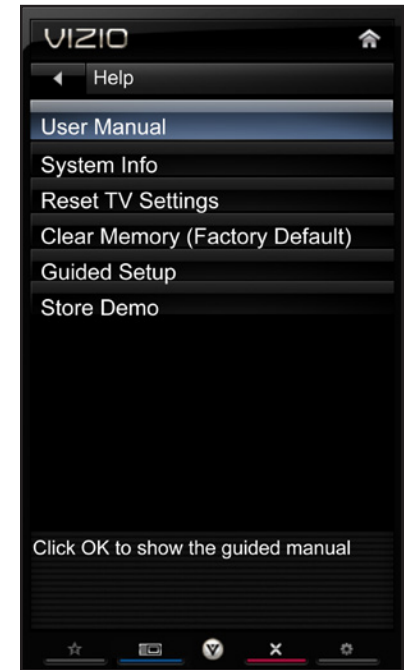 VIZIO
Help
User Manual
System Info
Reset TV Settings
Clear Memory (Factory Default)
Guided Setup
Store Demo
Click OK to show the guided manual